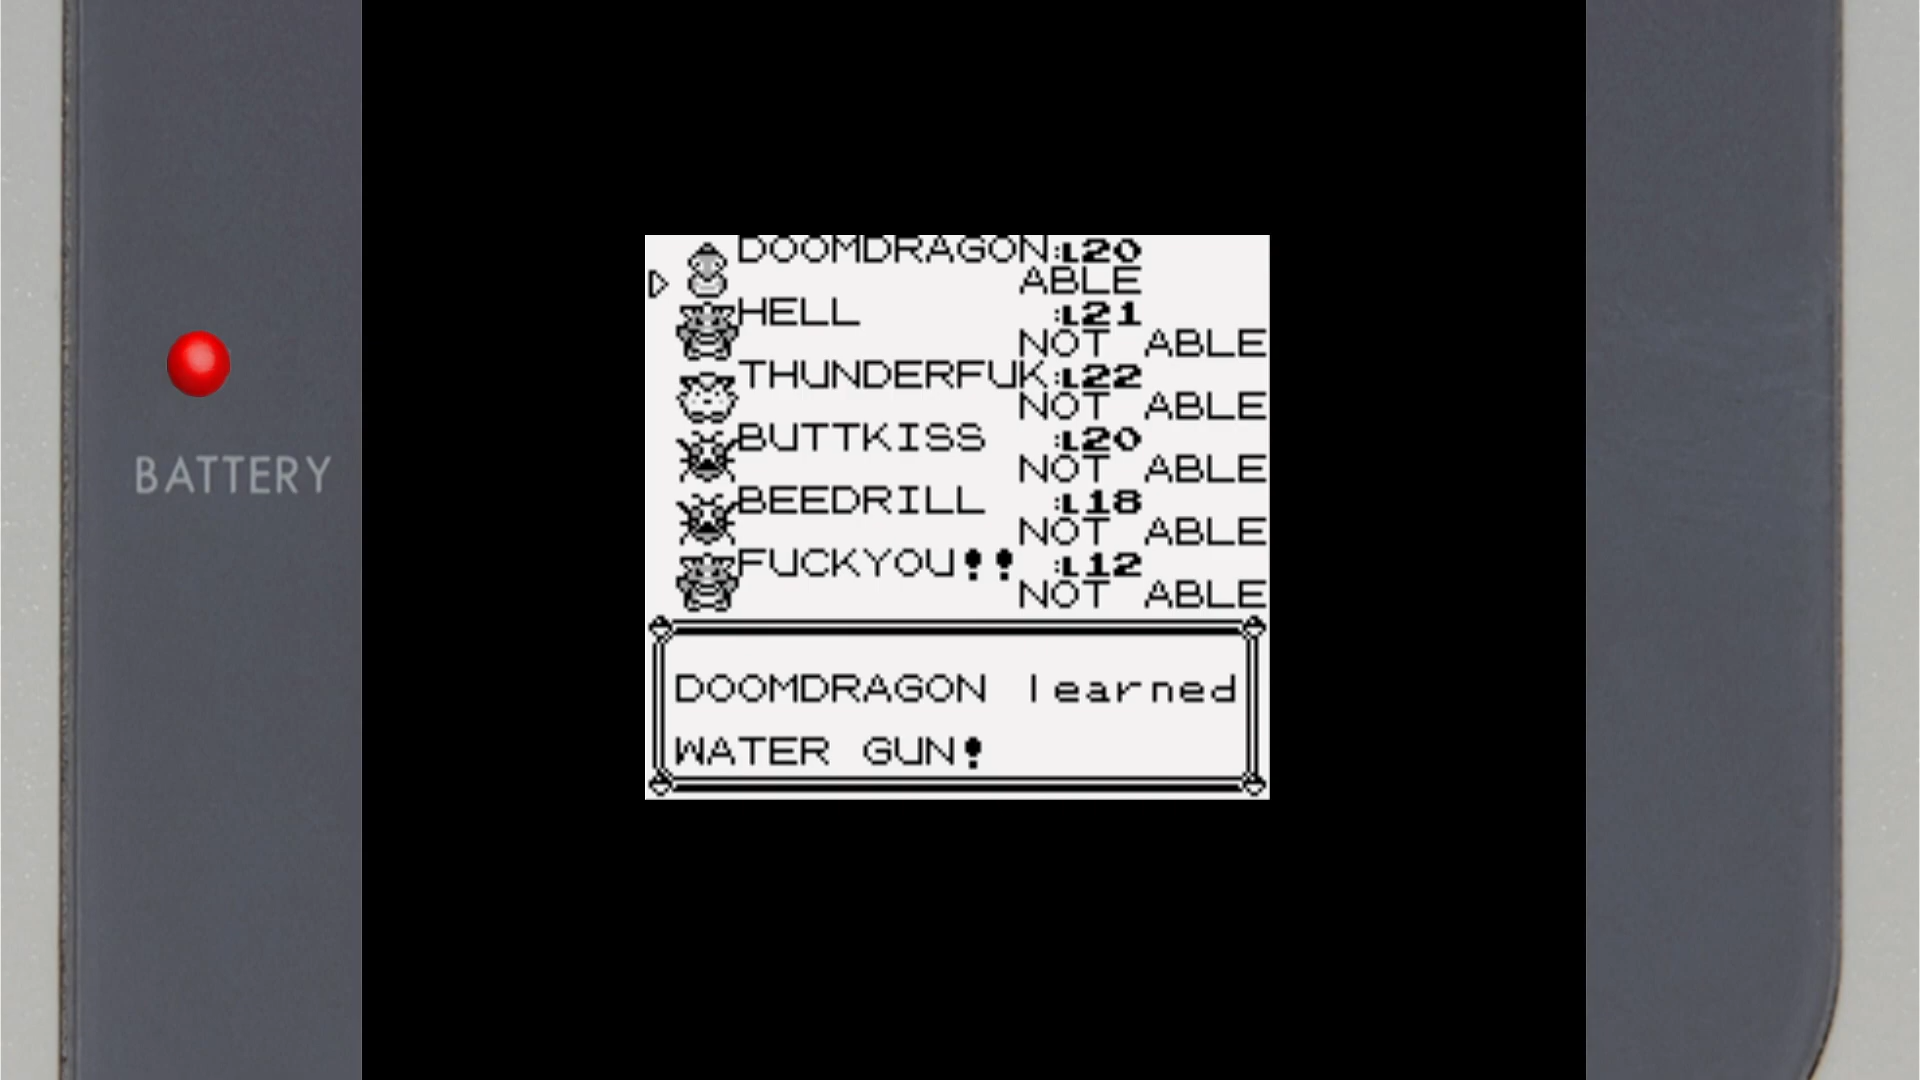 DOOMDRAGON :L20
ABLE
HELL :L21
NOT ABLE
THUNDERFUK :L22
NOT ABLE
BUTTKISS :L20
NOT ABLE
BEEDRILL :L18
NOT ABLE
FUCKYOU!! :L12
NOT ABLE
BATTERY
DOOMDRAGON learned
WATER GUN!